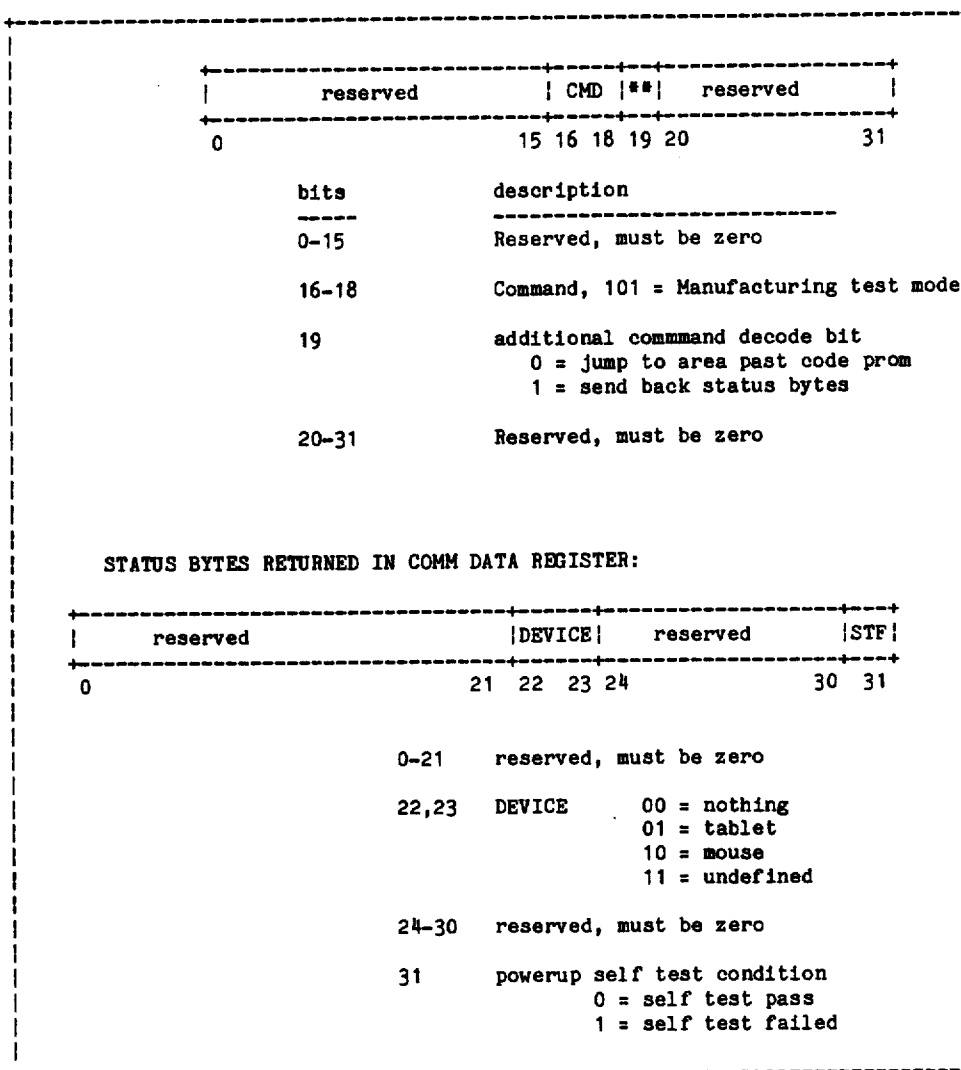 reserved | CMD |**| reserved
0 15 16 18 19 20 31
bits description
0-15 Reserved, must be zero
16-18 Command, 101 = Manufacturing test mode
19 additional commmand decode bit
0 = jump to area past code prom
1 = send back status bytes
20-31 Reserved, must be zero
STATUS BYTES RETURNED IN COMM DATA REGISTER:
reserved |DEVICE| reserved |STF|
0 21 22 23 24 30 31
0-21 reserved, must be zero
22,23 DEVICE 00 = nothing
01 = tablet
10 = mouse
11 = undefined
24-30 reserved, must be zero
31 powerup self test condition
0 = self test pass
1 = self test failed